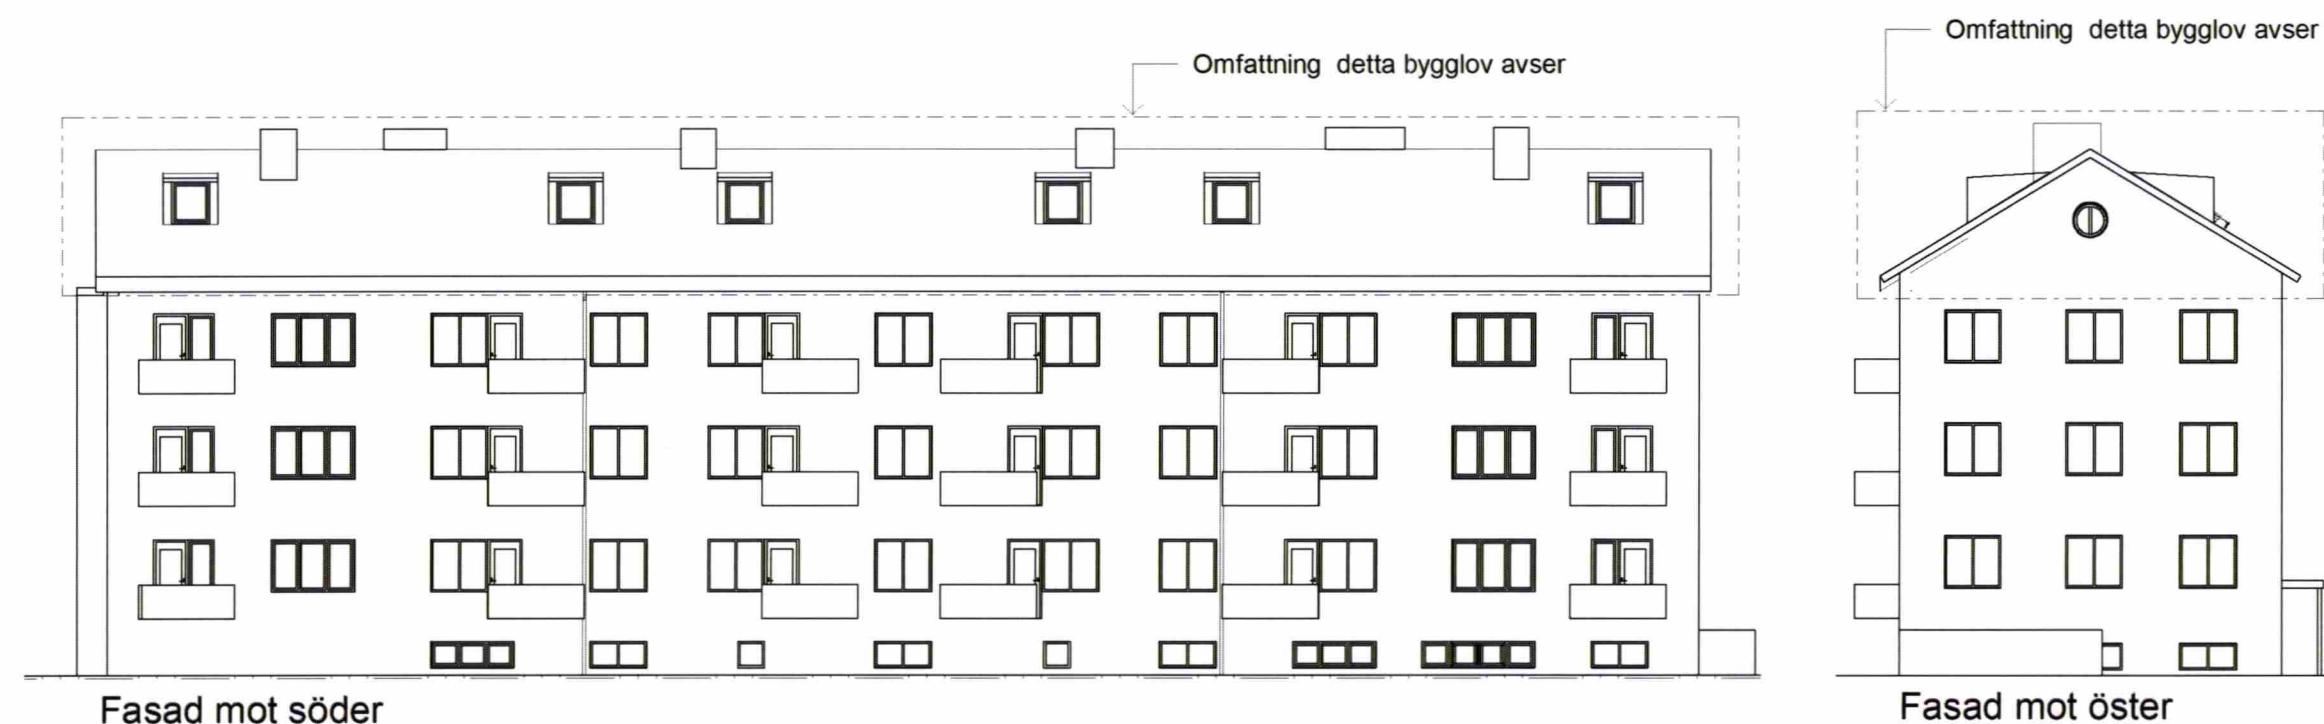 Omfattning detta bygglov avser
Omfattning detta bygglov avser
Fasad mot söder
Fasad mot öster